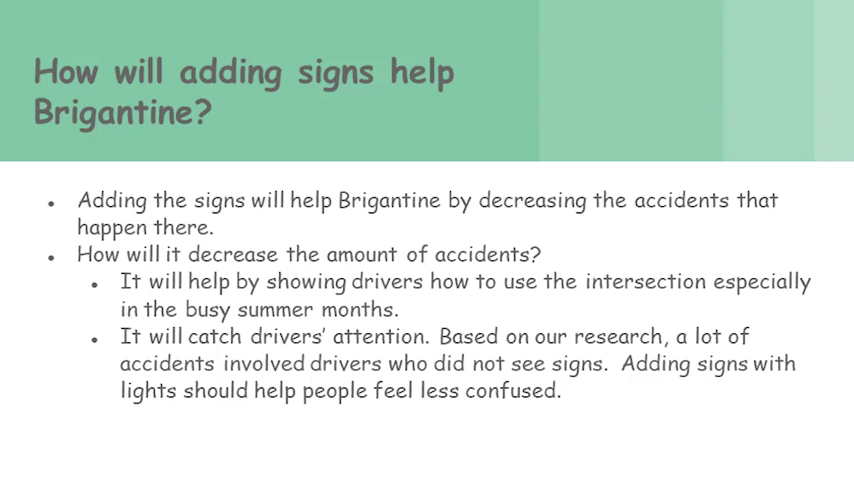 How will adding signs help
Brigantine?
● Adding the signs will help Brigantine by decreasing the accidents that
happen there.
● How will it decrease the amount of accidents?
● It will help by showing drivers how to use the intersection especially
in the busy summer months.
● It will catch drivers’ attention. Based on our research, a lot of
accidents involved drivers who did not see signs. Adding signs with
lights should help people feel less confused.